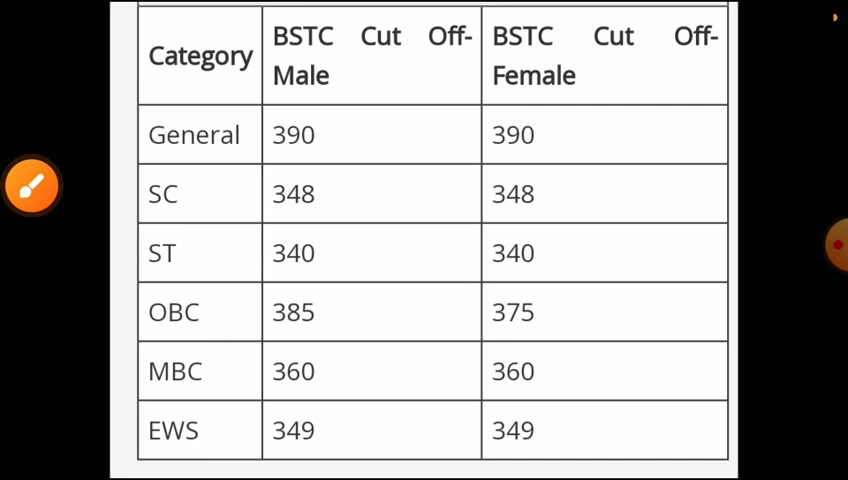 Category BSTC Cut Off- BSTC Cut Off-
Male Female
General 390 390
SC 348 348
ST 340 340
OBC 385 375
MBC 360 360
EWS 349 349